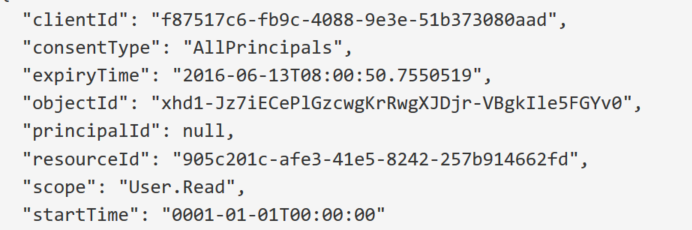 "clientId": "f87517c6-fb9c-4088-9e3e-51b373080aad",
"consentType": "AllPrincipals",
"expiryTime": "2016-06-13T08:00:50.7550519",
"objectId": "xhd1-Jz7iECePlGzcwgKrRwgXJDjr-VBgkIle5FGYv0",
"principalId": null,
"resourceId": "905c201c-afe3-41e5-8242-257b914662fd",
"scope": "User.Read",
"startTime": "0001-01-01T00:00:00"